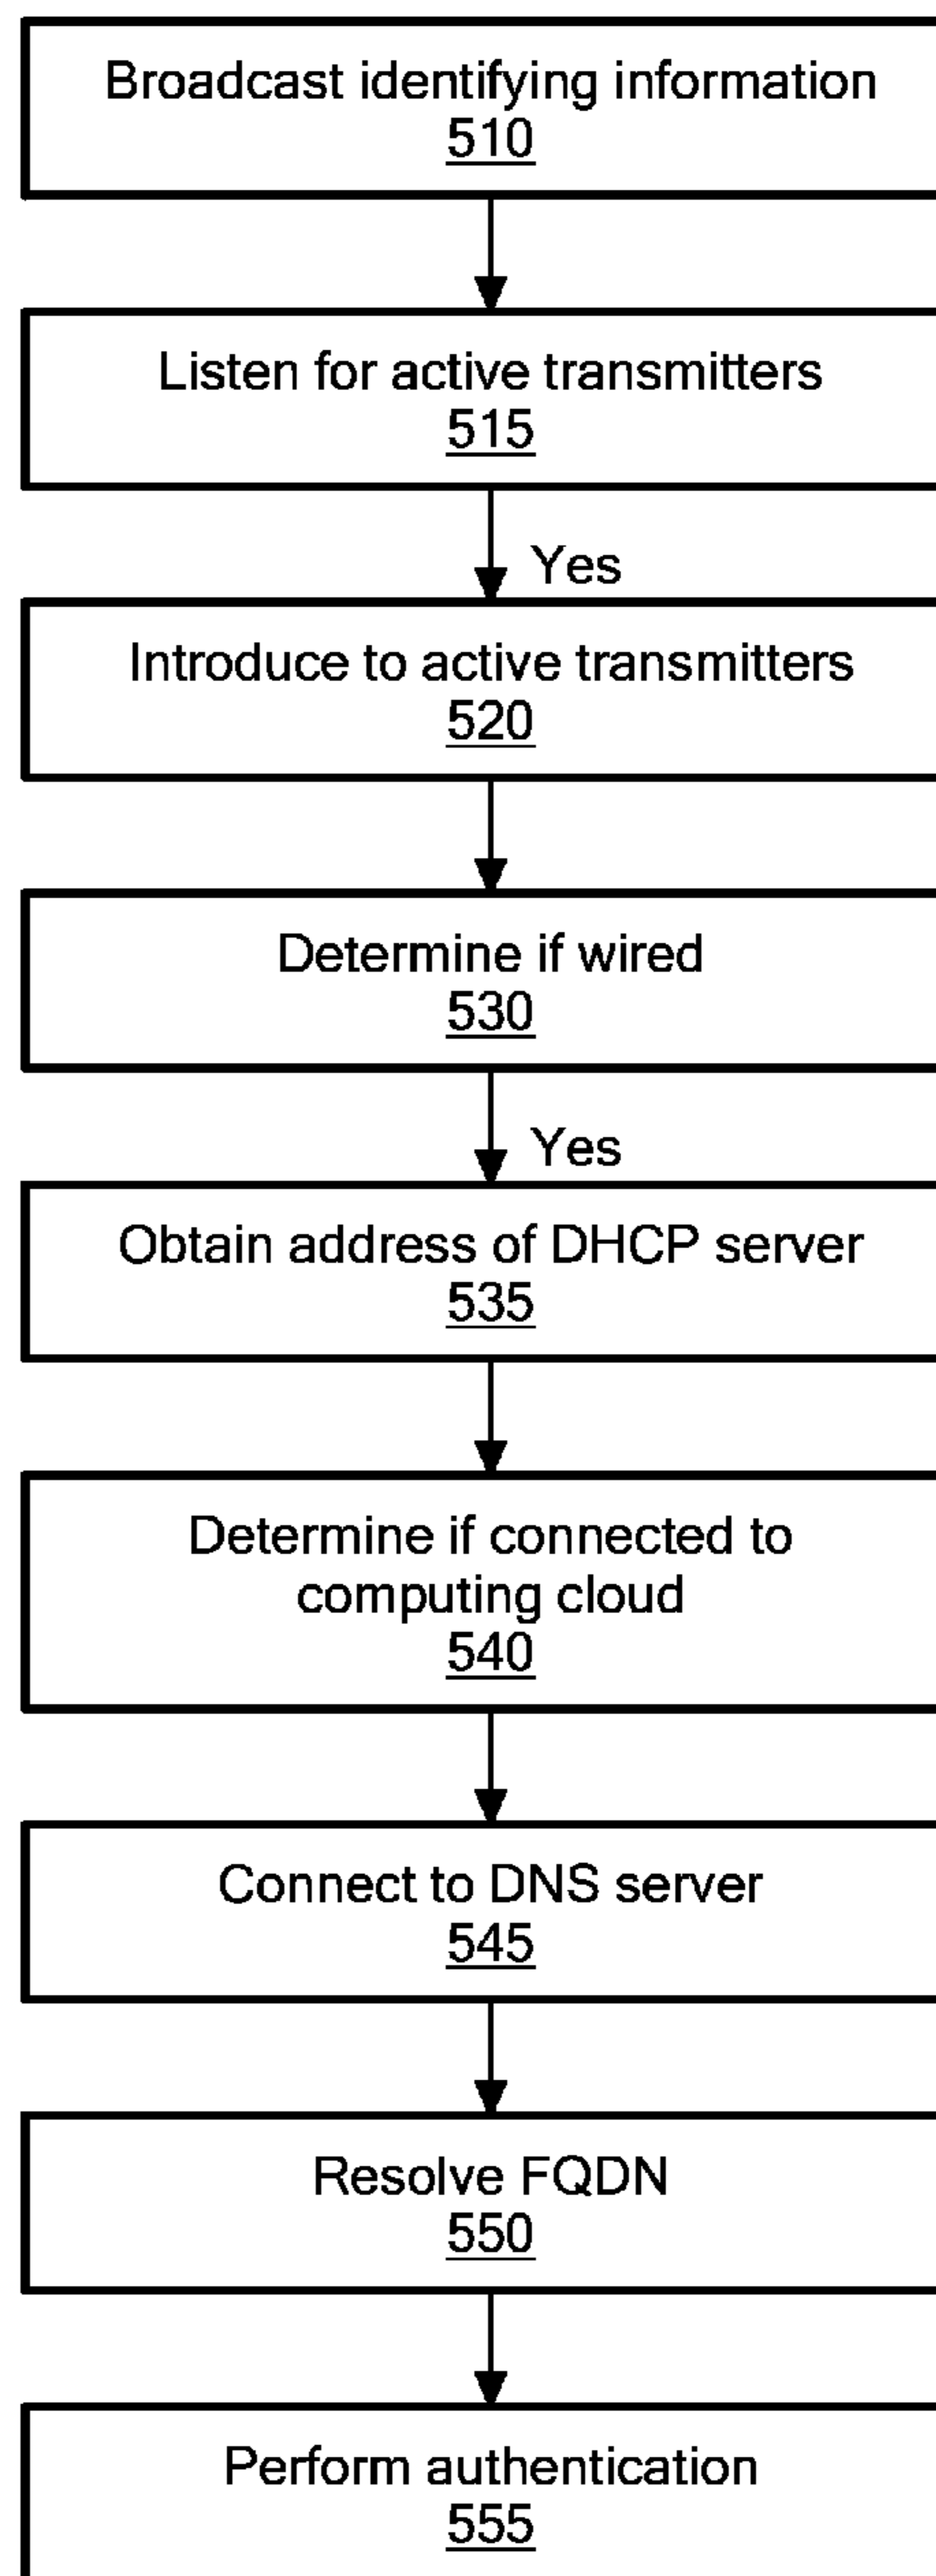 Broadcast identifying information
510
Listen for active transmitters
515
Yes
Introduce to active transmitters
520
Determine if wired
530
Yes
Obtain address of DHCP server
535
Determine if connected to
computing cloud
540
Connect to DNS server
545
Resolve FQDN
550
Perform authentication
555